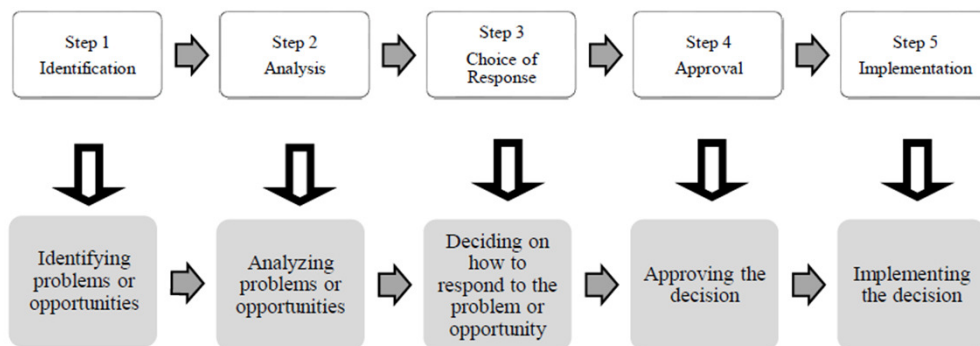 Step 1
Identification
Step 2
Analysis
Step 3
Choice of
Response
Step 4
Approval
Step 5
Implementation
Identifying
problems or
opportunities
Analyzing
problems or
opportunities
Deciding on
how to
respond to the
problem or
opportunity
Approving the
decision
Implementing
the decision